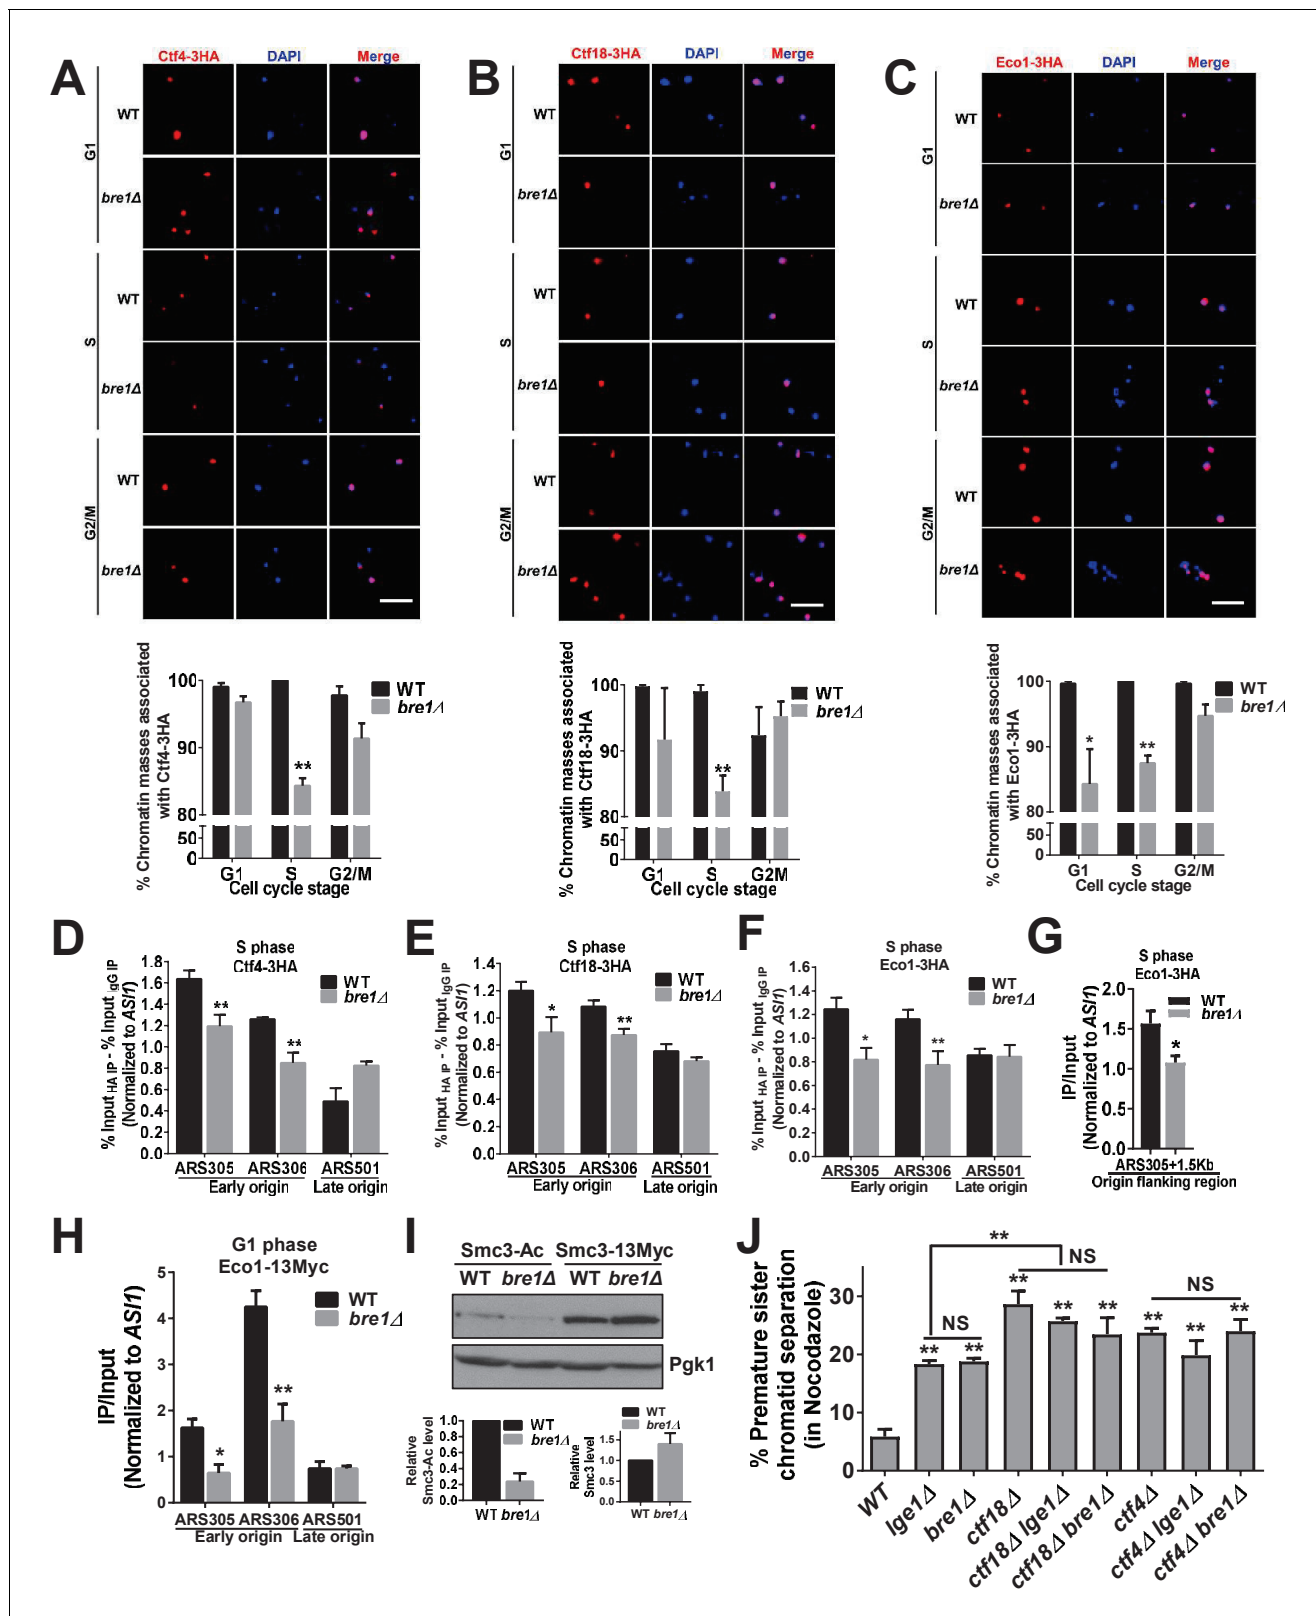 A
Ctf4-3HA DAPI Merge
G1
WT
bre1Δ
S
WT
bre1Δ
G2/M
WT
bre1Δ
% Chromatin masses associated
with Ctf4-3HA
100
90
80
50
0
WT
bre1Δ
**
G1 S G2/M
Cell cycle stage
B
Ctf18-3HA DAPI Merge
G1
WT
bre1Δ
S
WT
bre1Δ
G2/M
WT
bre1Δ
% Chromatin masses associated
with Ctf18-3HA
100
90
80
50
0
WT
bre1Δ
**
G1 S G2/M
Cell cycle stage
C
Eco1-3HA DAPI Merge
G1
WT
bre1Δ
S
WT
bre1Δ
G2/M
WT
bre1Δ
% Chromatin masses associated
with Eco1-3HA
100
90
80
50
0
WT
bre1Δ
* **
G1 S G2/M
Cell cycle stage
D
S phase
Ctf4-3HA
% Input HA IP - % Input IgG IP
(Normalized to ASI1)
1.8
1.6
1.4
1.2
1.0
0.8
0.6
0.4
0.2
0.0
WT
bre1Δ
** **
ARS305 ARS306 ARS501
Early origin Late origin
E
S phase
Ctf18-3HA
% Input HA IP - % Input IgG IP
(Normalized to ASI1)
1.4
1.2
1.0
0.8
0.6
0.4
0.2
0.0
WT
bre1Δ
* **
ARS305 ARS306 ARS501
Early origin Late origin
F
S phase
Eco1-3HA
% Input HA IP - % Input IgG IP
(Normalized to ASI1)
1.6
1.4
1.2
1.0
0.8
0.6
0.4
0.2
0.0
WT
bre1Δ
* **
ARS305 ARS306 ARS501
Early origin Late origin
G
S phase
Eco1-3HA
IP/Input
(Normalized to ASI1)
2.0
1.5
1.0
0.5
0.0
WT
bre1Δ
*
ARS305+1.5Kb
Origin flanking region
H
G1 phase
Eco1-13Myc
IP/Input
(Normalized to ASI1)
5
4
3
2
1
0
WT
bre1Δ
* **
ARS305 ARS306 ARS501
Early origin Late origin
I
Smc3-Ac Smc3-13Myc
WT bre1Δ WT bre1Δ
Pgk1
Relative
Smc3-Ac level
1.0
0.8
0.6
0.4
0.2
0.0
WT
bre1Δ
WT bre1Δ
Relative
Smc3 level
1.5
1.0
0.5
0.0
WT
bre1Δ
WT bre1Δ
J
% Premature sister
chromatid separation
(in Nocodazole)
30
20
10
0
**
NS
NS
NS
** ** ** ** ** ** ** **
WT
lge1Δ
bre1Δ
ctf18Δ
ctf18Δ lge1Δ
ctf18Δ bre1Δ
ctf4Δ
ctf4Δ lge1Δ
ctf4Δ bre1Δ